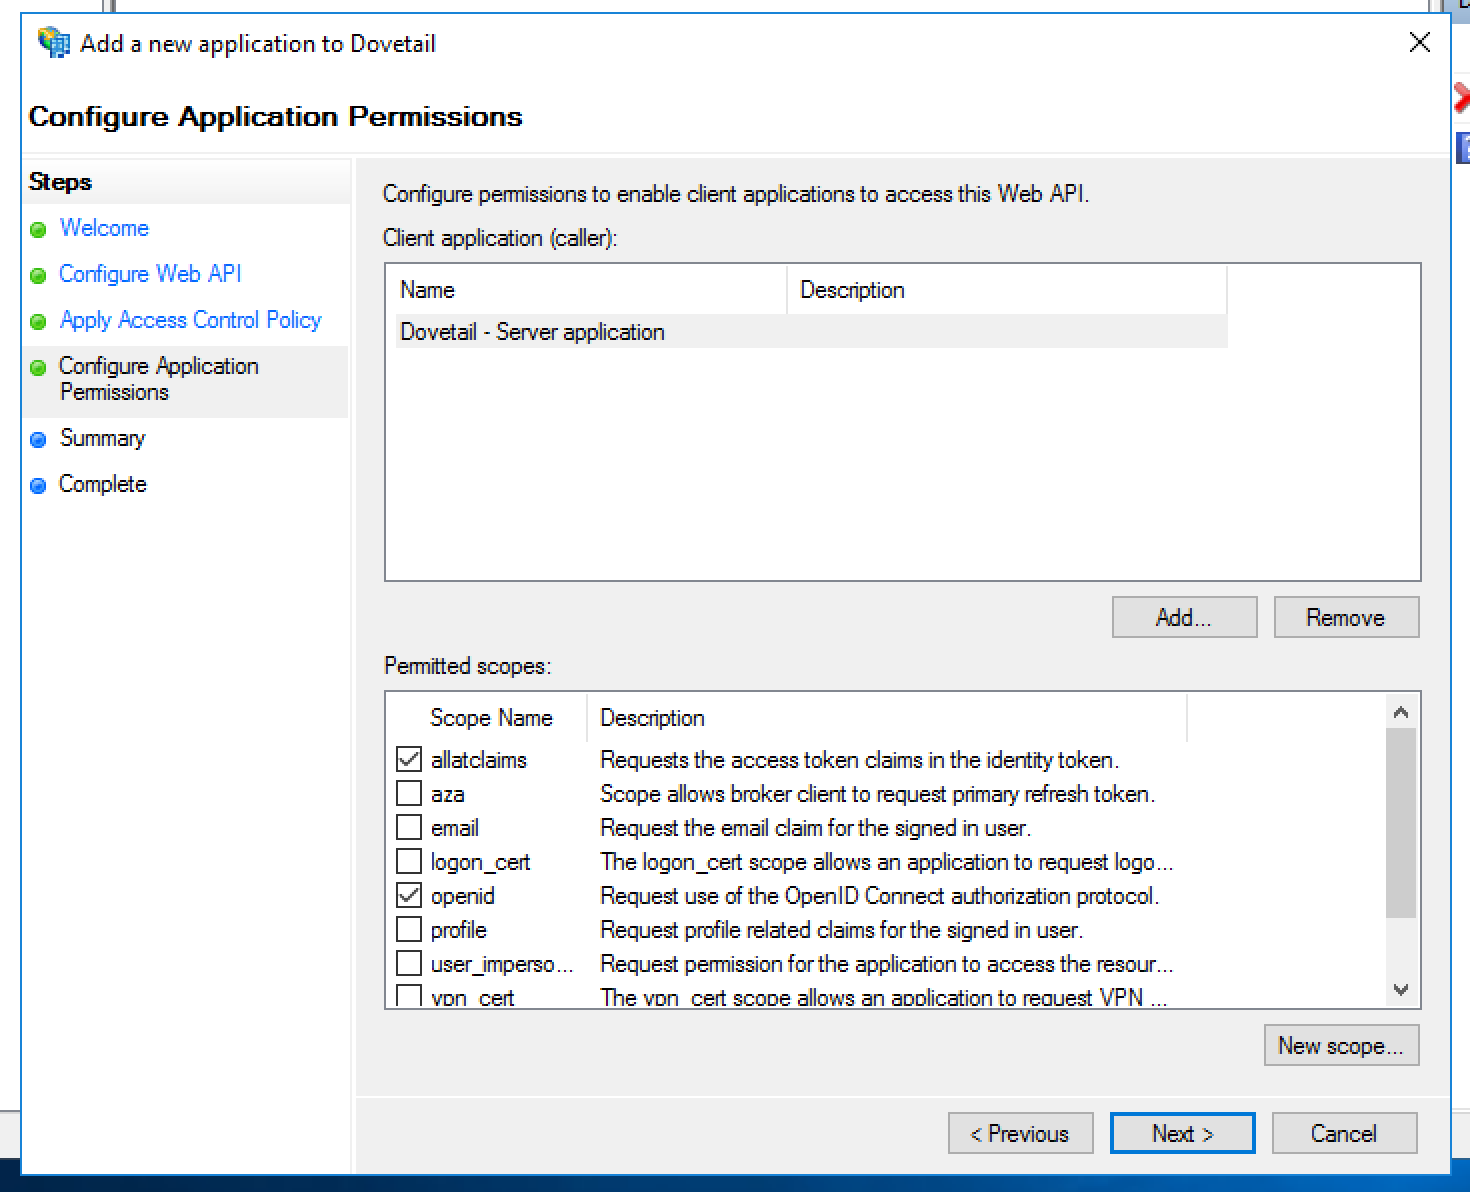 Add a new application to Dovetail
Configure Application Permissions
Steps
Welcome
Configure Web API
Apply Access Control Policy
Configure Application
Permissions
Summary
Complete
Configure permissions to enable client applications to access this Web API.
Client application (caller):
Name Description
Dovetail - Server application
Add... Remove
Permitted scopes:
Scope Name Description
allatclaims Requests the access token claims in the identity token.
aza Scope allows broker client to request primary refresh token.
email Request the email claim for the signed in user.
logon_cert The logon_cert scope allows an application to request logo...
openid Request use of the OpenID Connect authorization protocol.
profile Request profile related claims for the signed in user.
user_imperso... Request permission for the application to access the resour...
vpn_cert The vpn_cert scope allows an application to request VPN ...
New scope...
< Previous Next > Cancel